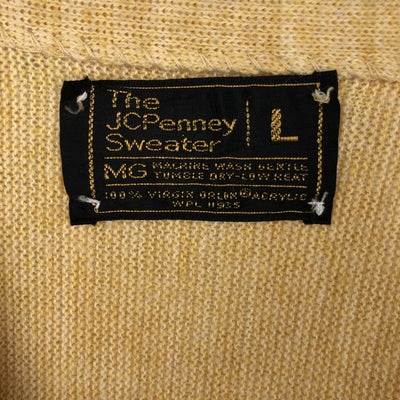 The
JCPenney
Sweater
L
MG MACHINE WASH GENTLE
TUMBLE DRY-LOW HEAT
100% VIRGIN ORLON® ACRYLIC
WPL 11935